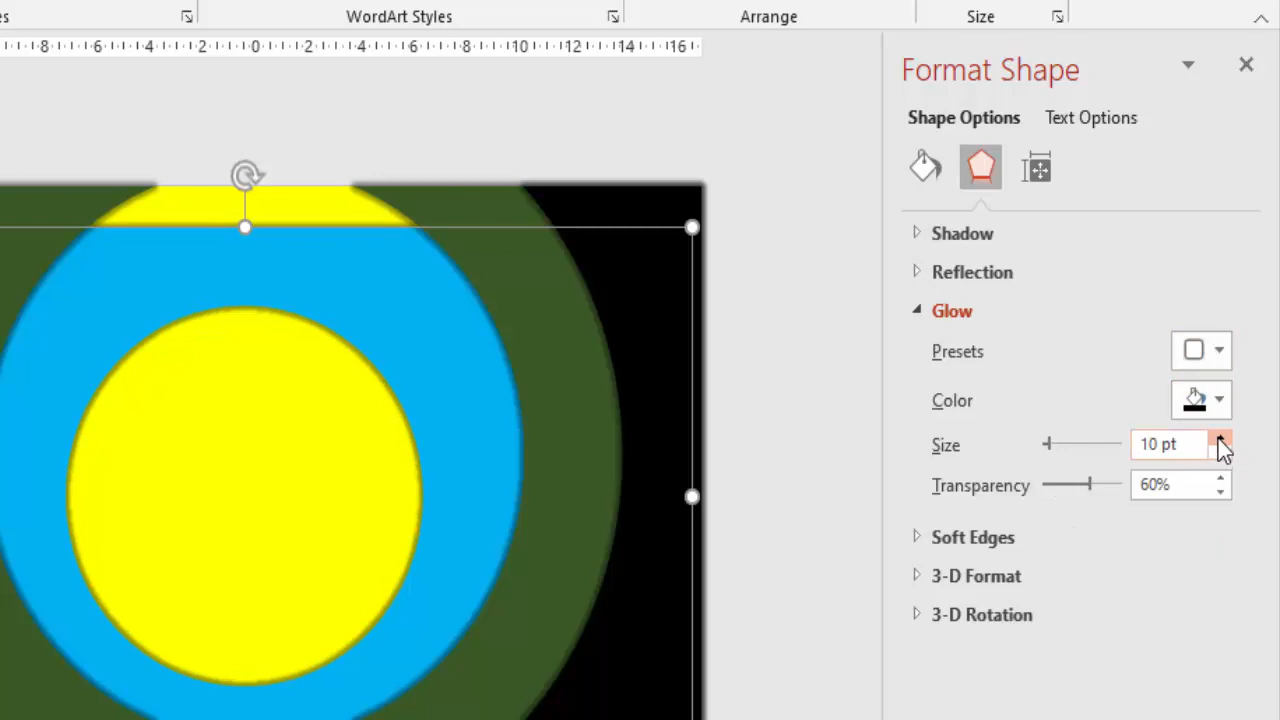 es WordArt Styles Arrange Size
8 6 4 2 0 2 4 6 8 10 12 14 16
Format Shape
Shape Options Text Options
Shadow
Reflection
Glow
Presets
Color
Size 10 pt
Transparency 60%
Soft Edges
3-D Format
3-D Rotation